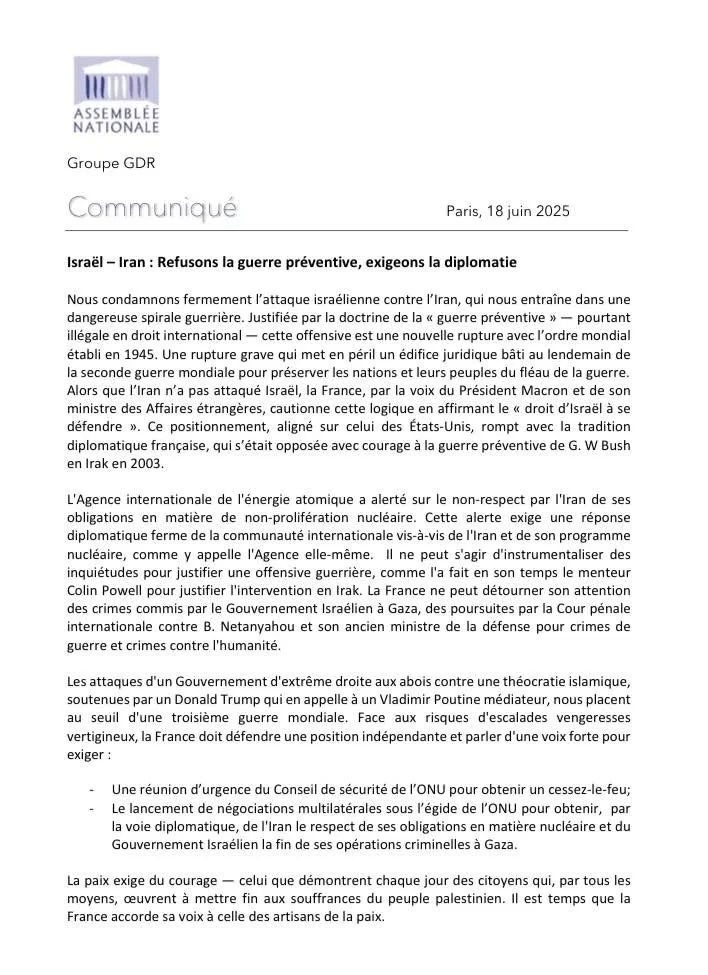 ASSEMBLÉE
NATIONALE
Groupe GDR
Communiqué
Paris, 18 juin 2025
Israël – Iran : Refusons la guerre préventive, exigeons la diplomatie
Nous condamnons fermement l’attaque israélienne contre l’Iran, qui nous entraîne dans une
dangereuse spirale guerrière. Justifiée par la doctrine de la « guerre préventive » — pourtant
illégale en droit international — cette offensive est une nouvelle rupture avec l’ordre mondial
établi en 1945. Une rupture grave qui met en péril un édifice juridique bâti au lendemain de
la seconde guerre mondiale pour préserver les nations et leurs peuples du fléau de la guerre.
Alors que l’Iran n’a pas attaqué Israël, la France, par la voix du Président Macron et de son
ministre des Affaires étrangères, cautionne cette logique en affirmant le « droit d’Israël à se
défendre ». Ce positionnement, aligné sur celui des États-Unis, rompt avec la tradition
diplomatique française, qui s’était opposée avec courage à la guerre préventive de G. W Bush
en Irak en 2003.
L'Agence internationale de l'énergie atomique a alerté sur le non-respect par l'Iran de ses
obligations en matière de non-prolifération nucléaire. Cette alerte exige une réponse
diplomatique ferme de la communauté internationale vis-à-vis de l'Iran et de son programme
nucléaire, comme y appelle l'Agence elle-même.  Il ne peut s'agir d'instrumentaliser des
inquiétudes pour justifier une offensive guerrière, comme l'a fait en son temps le menteur
Colin Powell pour justifier l'intervention en Irak. La France ne peut détourner son attention
des crimes commis par le Gouvernement Israélien à Gaza, des poursuites par la Cour pénale
internationale contre B. Netanyahou et son ancien ministre de la défense pour crimes de
guerre et crimes contre l'humanité.
Les attaques d'un Gouvernement d'extrême droite aux abois contre une théocratie islamique,
soutenues par un Donald Trump qui en appelle à un Vladimir Poutine médiateur, nous placent
au seuil d'une troisième guerre mondiale. Face aux risques d'escalades vengeresses
vertigineux, la France doit défendre une position indépendante et parler d'une voix forte pour
exiger :
- Une réunion d’urgence du Conseil de sécurité de l’ONU pour obtenir un cessez-le-feu;
- Le lancement de négociations multilatérales sous l’égide de l’ONU pour obtenir,  par
la voie diplomatique, de l'Iran le respect de ses obligations en matière nucléaire et du
Gouvernement Israélien la fin de ses opérations criminelles à Gaza.
La paix exige du courage — celui que démontrent chaque jour des citoyens qui, par tous les
moyens, œuvrent à mettre fin aux souffrances du peuple palestinien. Il est temps que la
France accorde sa voix à celle des artisans de la paix.